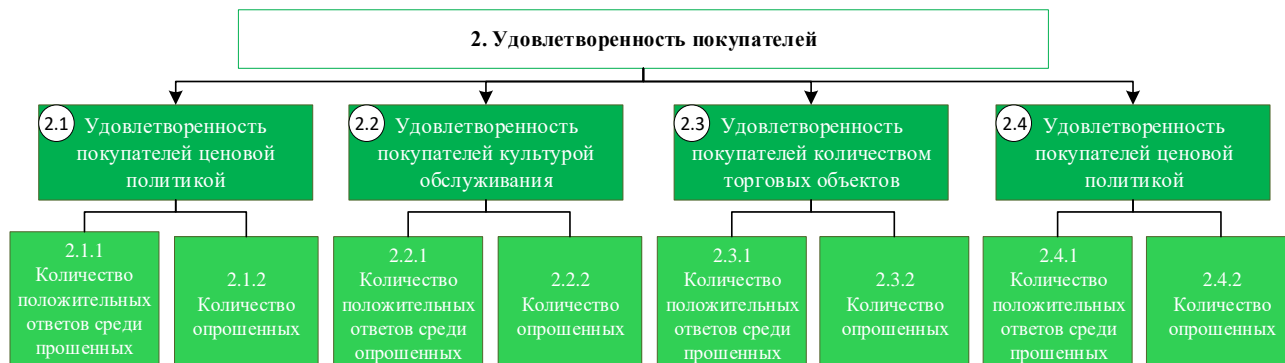 2. Удовлетворенность покупателей
2.1
Удовлетворенность
покупателей ценовой
политикой
2.2
Удовлетворенность
покупателей культурой
обслуживания
2.3
Удовлетворенность
покупателей количеством
торговых объектов
2.4
Удовлетворенность
покупателей ценовой
политикой
2.1.1
Количество
положительных
ответов среди
прошенных
2.1.2
Количество
опрошенных
2.2.1
Количество
положительных
ответов среди
опрошенных
2.2.2
Количество
опрошенных
2.3.1
Количество
положительных
ответов среди
прошенных
2.3.2
Количество
опрошенных
2.4.1
Количество
положительных
ответов среди
прошенных
2.4.2
Количество
опрошенных